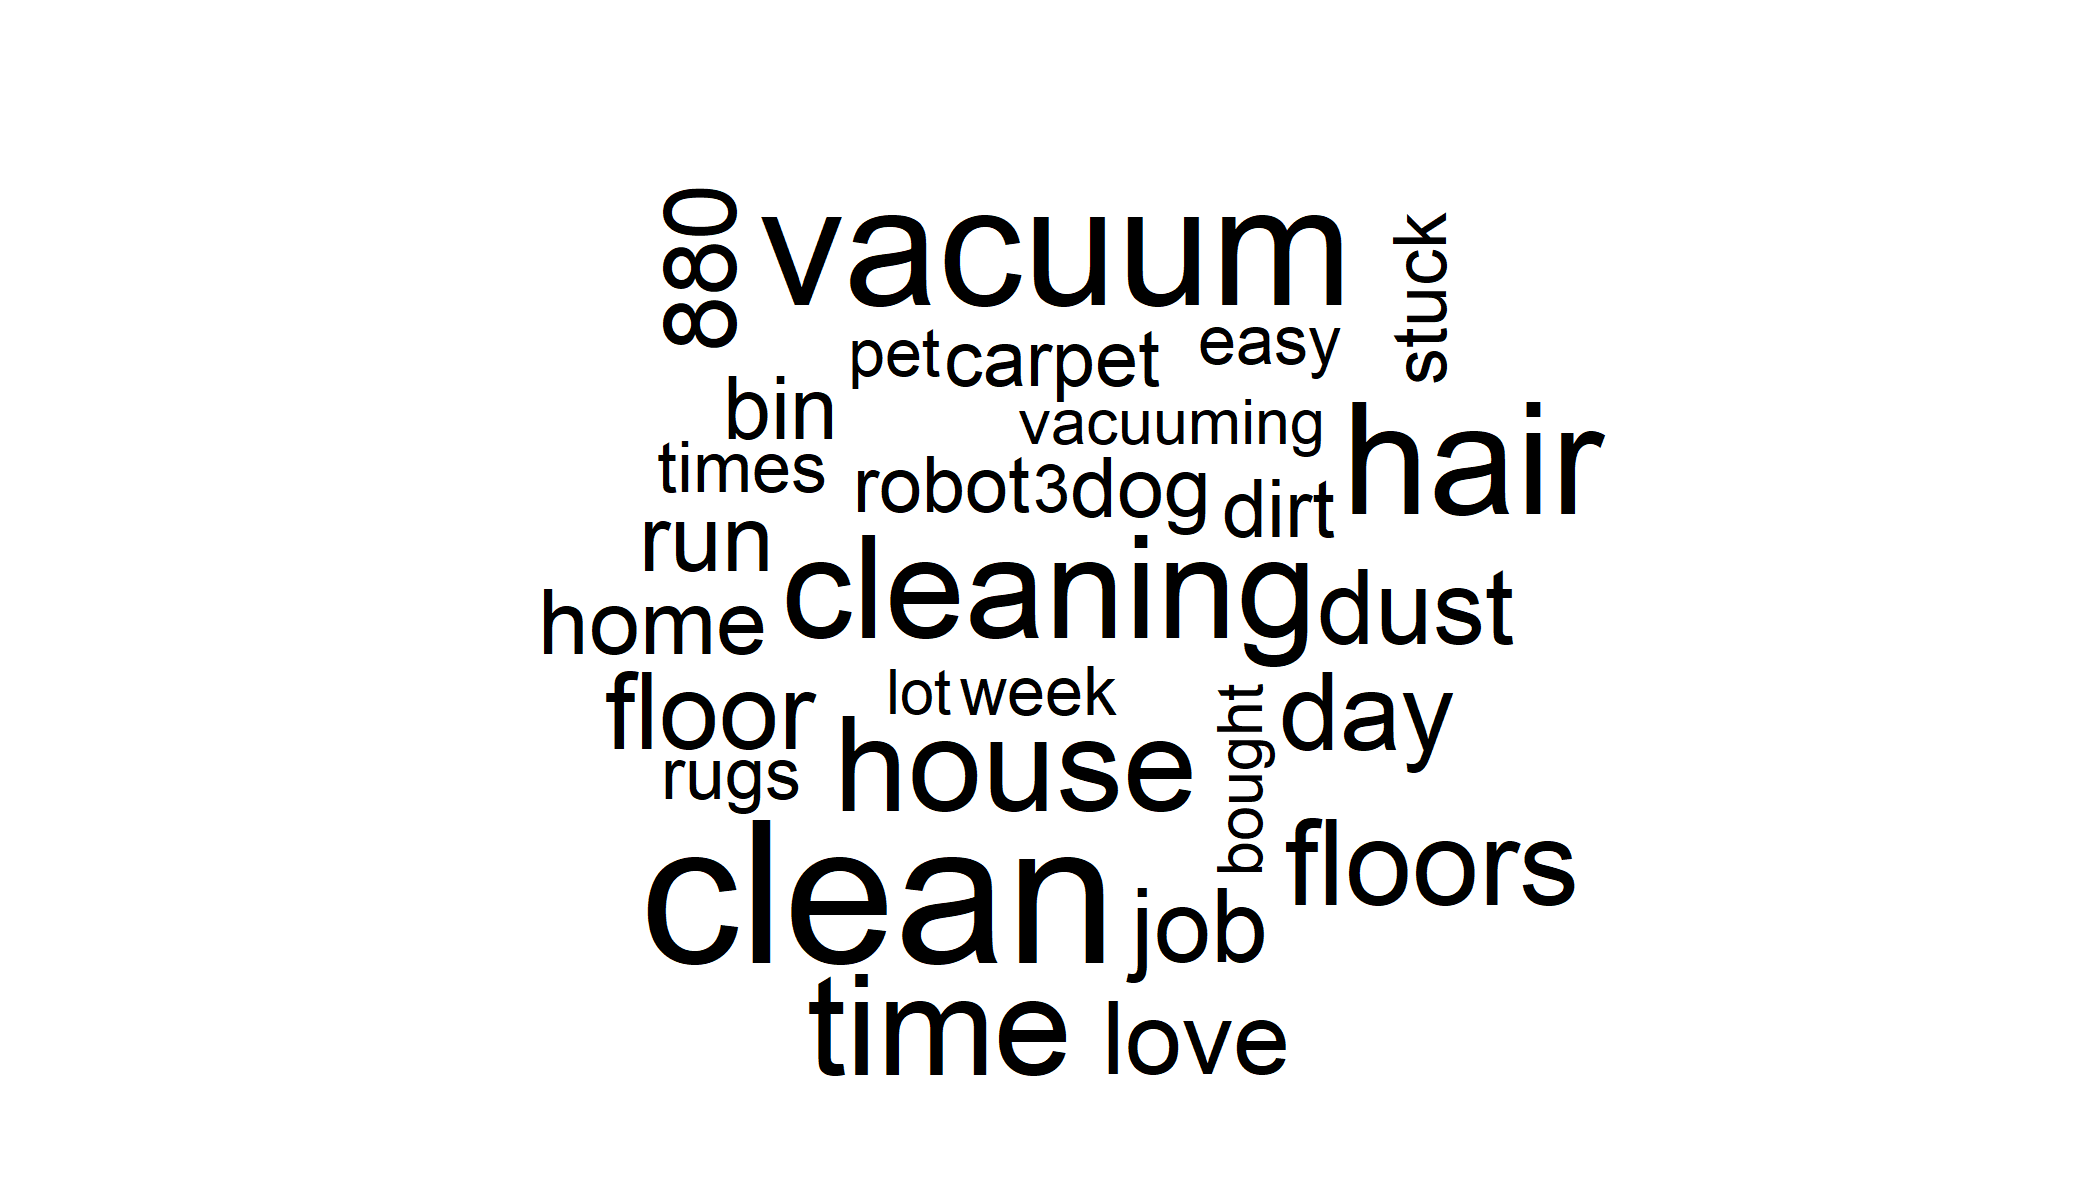 880
vacuum
stuck
pet
carpet
easy
bin
vacuuming
hair
times
robot
3
dog
dirt
run
cleaning
dust
home
lot
week
floor
bought
day
rugs
house
clean
job
floors
time
love